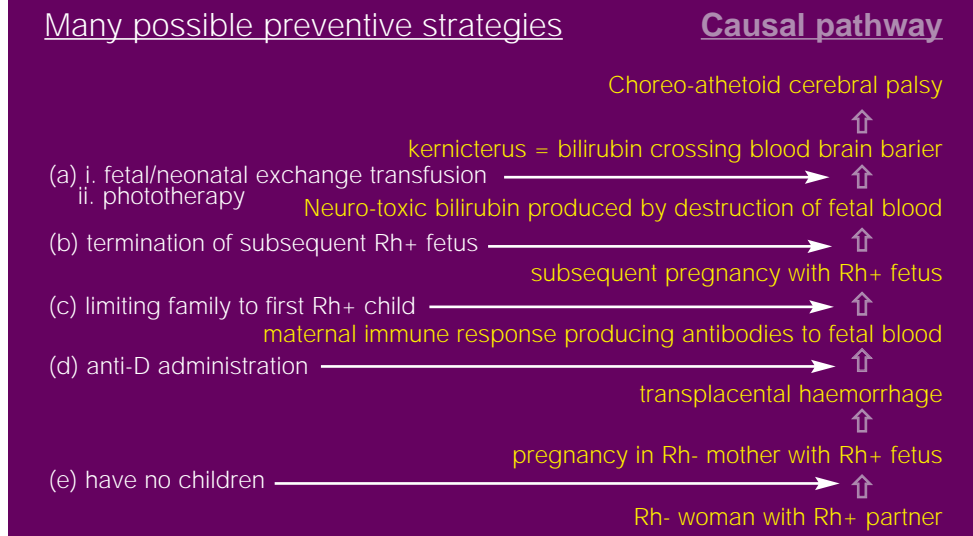 Many possible preventive strategies Causal pathway
Choreo-athetoid cerebral palsy
⇧
kernicterus = bilirubin crossing blood brain barier
(a) i. fetal/neonatal exchange transfusion ⟶ ⇧
ii. phototherapy
Neuro-toxic bilirubin produced by destruction of fetal blood
(b) termination of subsequent Rh+ fetus ⟶ ⇧
subsequent pregnancy with Rh+ fetus
(c) limiting family to first Rh+ child ⟶ ⇧
maternal immune response producing antibodies to fetal blood
(d) anti-D administration ⟶ ⇧
transplacental haemorrhage
⇧
pregnancy in Rh- mother with Rh+ fetus
(e) have no children ⟶ ⇧
Rh- woman with Rh+ partner